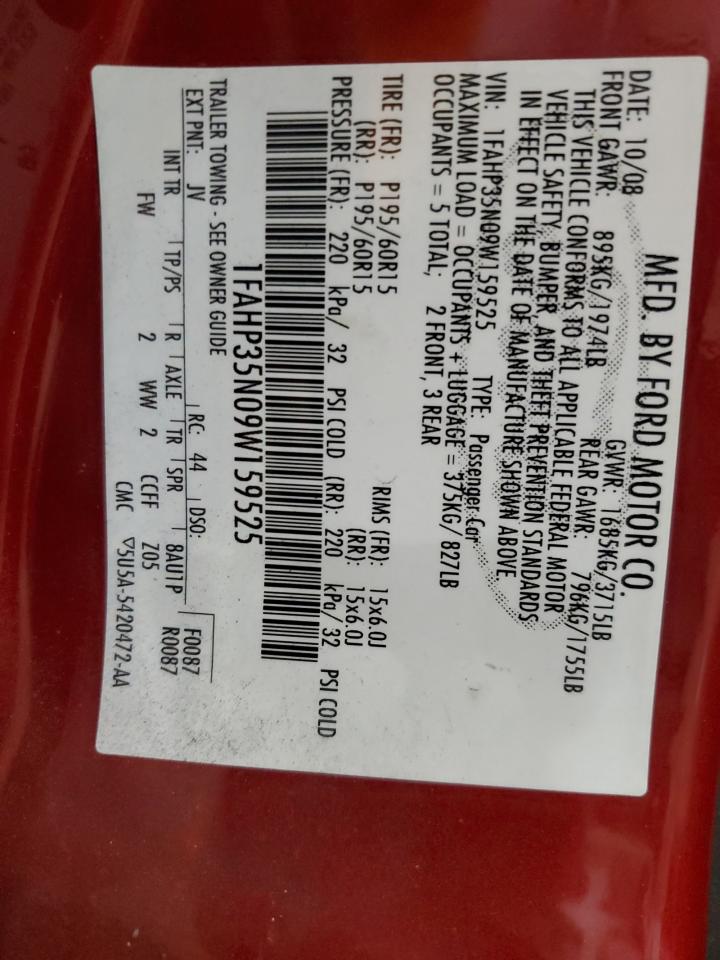 MFD. BY FORD MOTOR CO.
DATE: 10/08 GVWR: 1685KG/3715LB
FRONT GAWR: 895KG/1974LB REAR GAWR: 796KG/1755LB
THIS VEHICLE CONFORMS TO ALL APPLICABLE FEDERAL MOTOR
VEHICLE SAFETY, BUMPER, AND THEFT PREVENTION STANDARDS
IN EFFECT ON THE DATE OF MANUFACTURE SHOWN ABOVE.
VIN: 1FAHP35N09W159525 TYPE: Passenger Car
MAXIMUM LOAD = OCCUPANTS + LUGGAGE = 375KG/ 827LB
OCCUPANTS = 5 TOTAL; 2 FRONT, 3 REAR
TIRE (FR): P195/60R15 RIMS (FR): 15x6.0J
(RR): P195/60R15 (RR): 15x6.0J
PRESSURE (FR): 220 kPa/ 32 PSI COLD (RR): 220 kPa/ 32 PSI COLD
1FAHP35N09W159525
TRAILER TOWING - SEE OWNER GUIDE
EXT PNT: JV RC: 44 DSO: F0087
INT TR TP/PS R AXLE TR SPR 8AU1P R0087
FW 2 WW 2 CCFF Z05
CMC ▽5U5A-5420472-AA